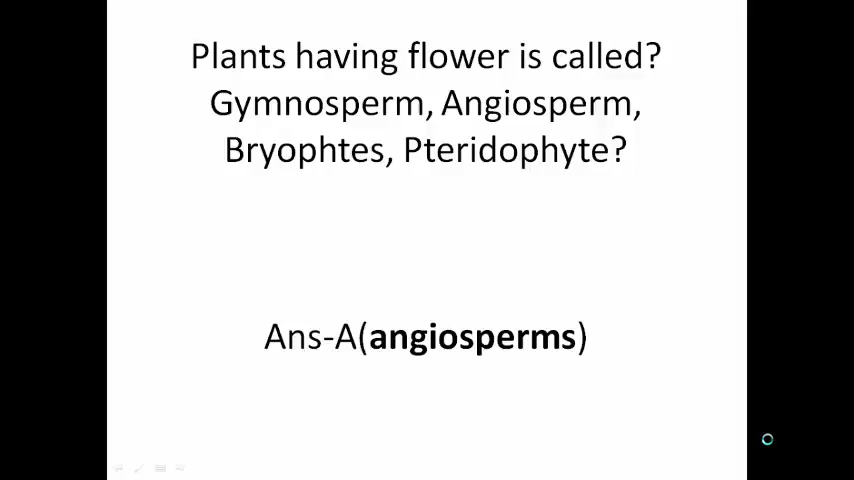 Plants having flower is called?
Gymnosperm, Angiosperm,
Bryophtes, Pteridophyte?
Ans-A(angiosperms)